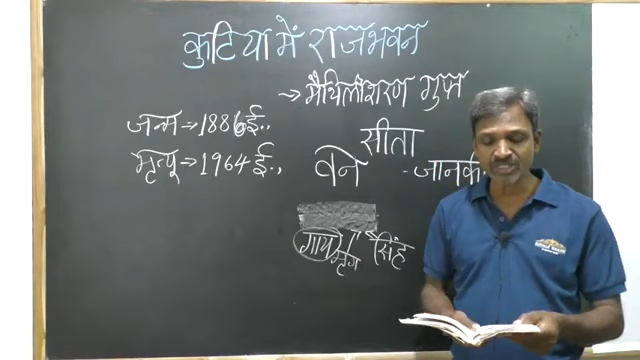 कुटिया में राजभवन
→ मैथिलीशरण गुप्त
जन्म → 1886 ई.,
सीता
मृत्यू → 1964 ई.,
वने - जानक
गाय मृग सिंह